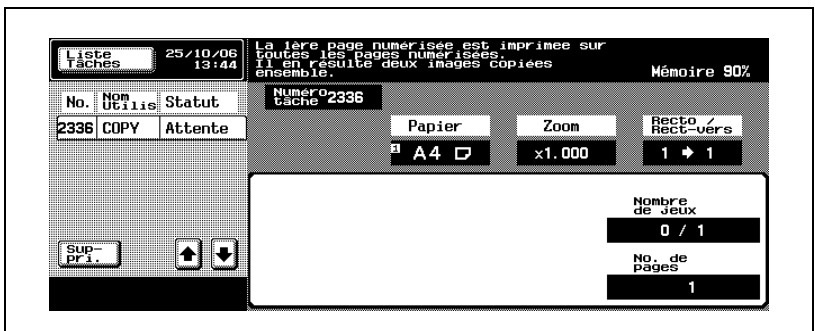 Liste
Tâches
25/10/06
13:44
La 1ère page numérisée est imprimee sur
toutes les pages numérisées.
Il en résulte deux images copiées
ensemble.
Mémoire 90%
No. Nom Utilis Statut
2336 COPY Attente
Numéro
tâche 2336
Papier
Zoom
Recto /
Rect-vers
1 A4
x1.000
1 → 1
Nombre
de jeux
0 / 1
No. de
pages
1
Sup-
pri.